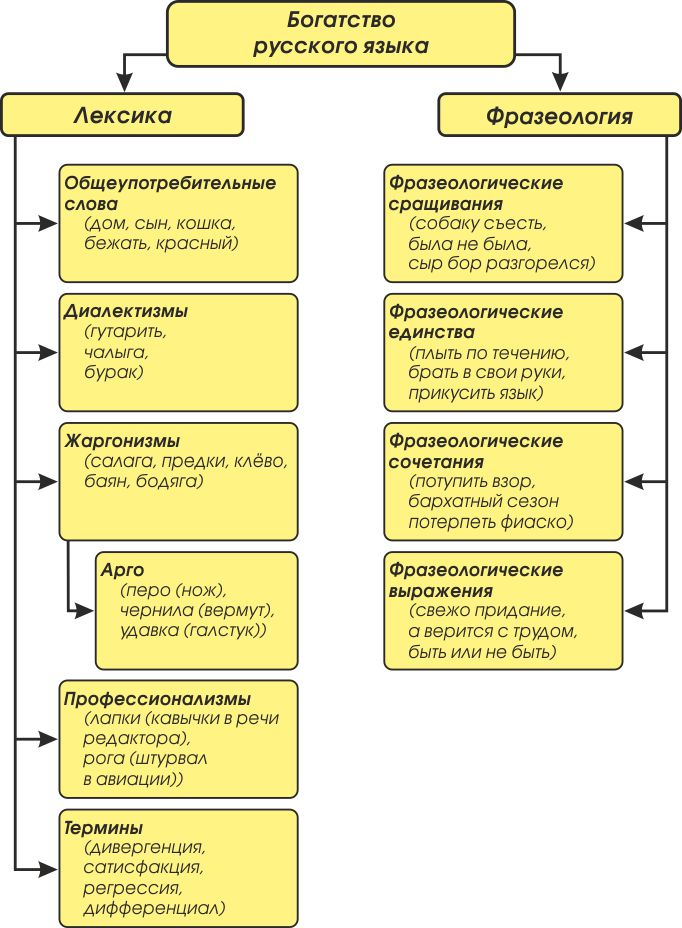 Богатство
русского языка
Лексика
Общеупотребительные
слова
(дом, сын, кошка,
бежать, красный)
Диалектизмы
(гутарить,
чалыга,
бурак)
Жаргонизмы
(салага, предки, клёво,
баян, бодяга)
Арго
(перо (нож),
чернила (вермут),
удавка (галстук))
Профессионализмы
(лапки (кавычки в речи
редактора),
рога (штурвал
в авиации))
Термины
(дивергенция,
сатисфакция,
регрессия,
дифференциал)
Фразеология
Фразеологические
сращивания
(собаку съесть,
была не была,
сыр бор разгорелся)
Фразеологические
единства
(плыть по течению,
брать в свои руки,
прикусить язык)
Фразеологические
сочетания
(потупить взор,
бархатный сезон
потерпеть фиаско)
Фразеологические
выражения
(свежо придание,
а верится с трудом,
быть или не быть)